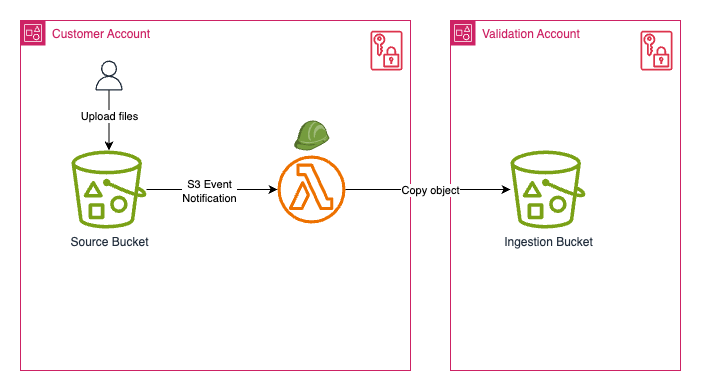 Customer Account
Validation Account
Upload files
S3 Event
Notification
Copy object
Source Bucket
Ingestion Bucket